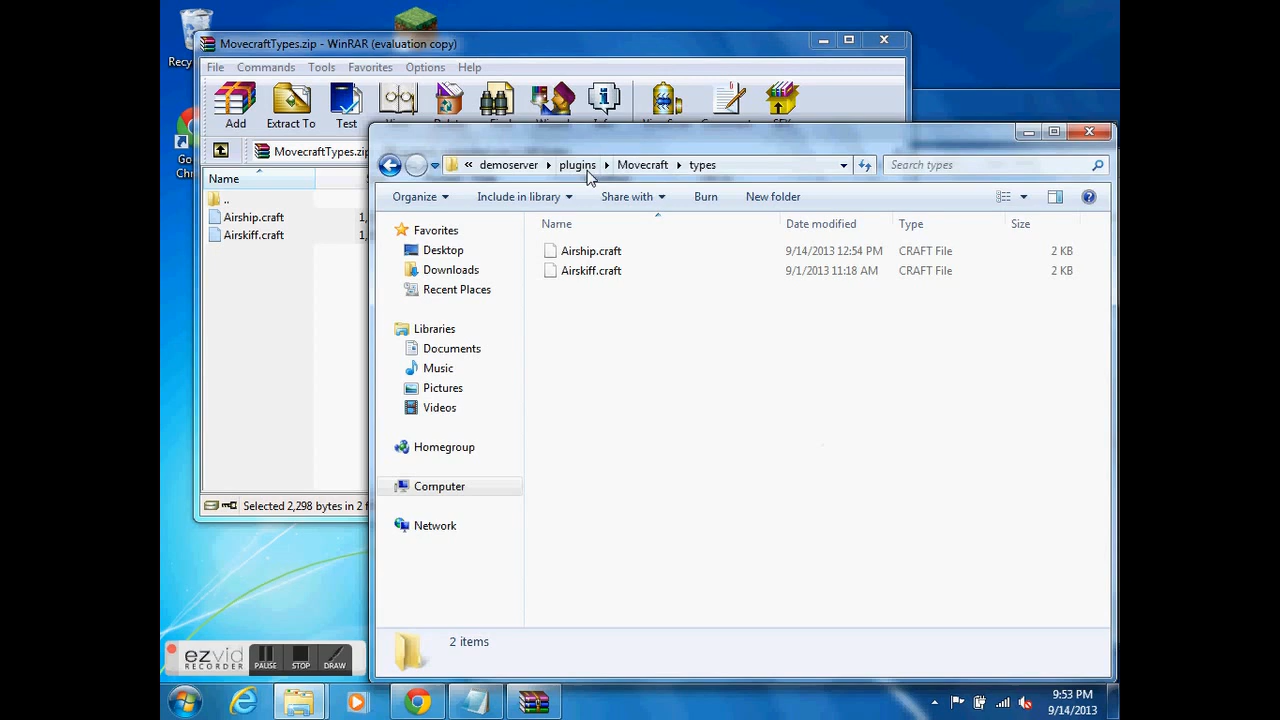 Recy
MovecraftTypes.zip - WinRAR (evaluation copy)
File Commands Tools Favorites Options Help
Add Extract To Test
MovecraftTypes.zip
Name
..
Airship.craft 1,
Airskiff.craft 1,
Selected 2,298 bytes in 2 f
Go
Chr
« demoserver plugins Movecraft types
Search types
Organize Include in library Share with Burn New folder
Favorites
Desktop
Downloads
Recent Places
Libraries
Documents
Music
Pictures
Videos
Homegroup
Computer
Network
Name Date modified Type Size
Airship.craft 9/14/2013 12:54 PM CRAFT File 2 KB
Airskiff.craft 9/1/2013 11:18 AM CRAFT File 2 KB
2 items
ezvid
RECORDER
PAUSE STOP DRAW
9:53 PM
9/14/2013